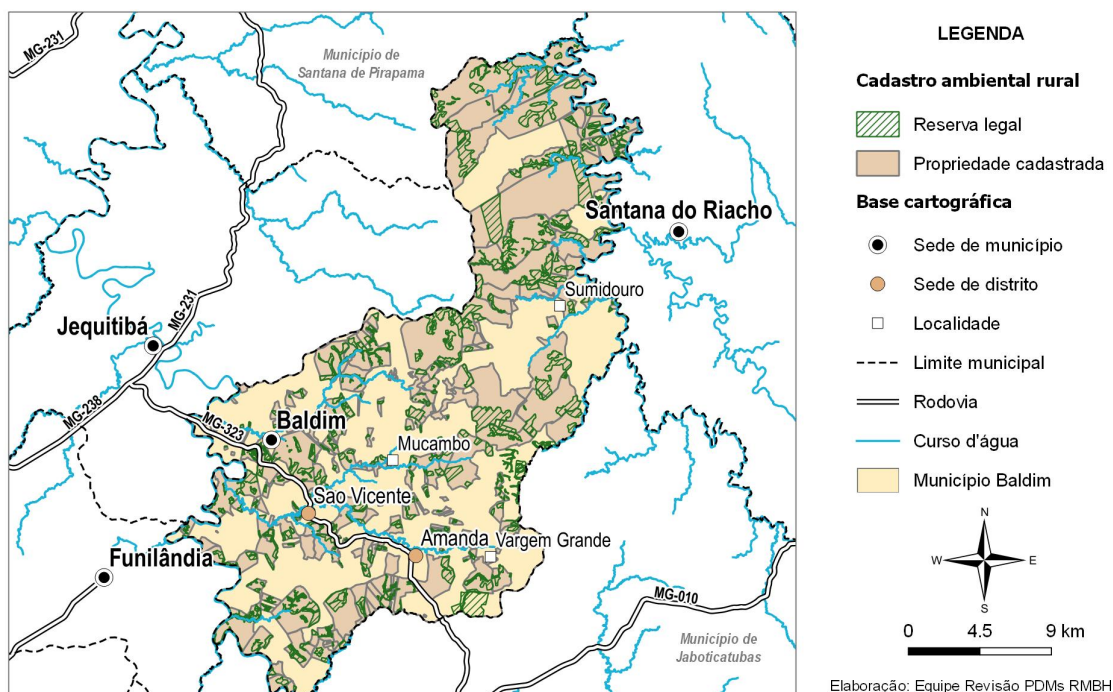 MG-231
Município de
Santana de Pirapama
Santana do Riacho
Sumidouro
MG-231
Jequitibá
MG-238
MG-323
Baldim
Mucambo
Sao Vicente
Amanda
Vargem Grande
Funilândia
MG-010
Município de
Jaboticatubas
LEGENDA
Cadastro ambiental rural
Reserva legal
Propriedade cadastrada
Base cartográfica
Sede de município
Sede de distrito
Localidade
Limite municipal
Rodovia
Curso d'água
Município Baldim
N
W
E
S
0 4.5 9 km
Elaboração: Equipe Revisão PDMs RMBH